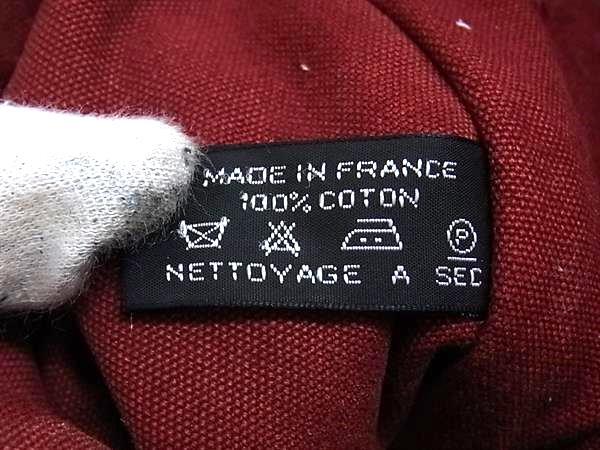 MADE IN FRANCE
100% COTON
P
NETTOYAGE A SEC